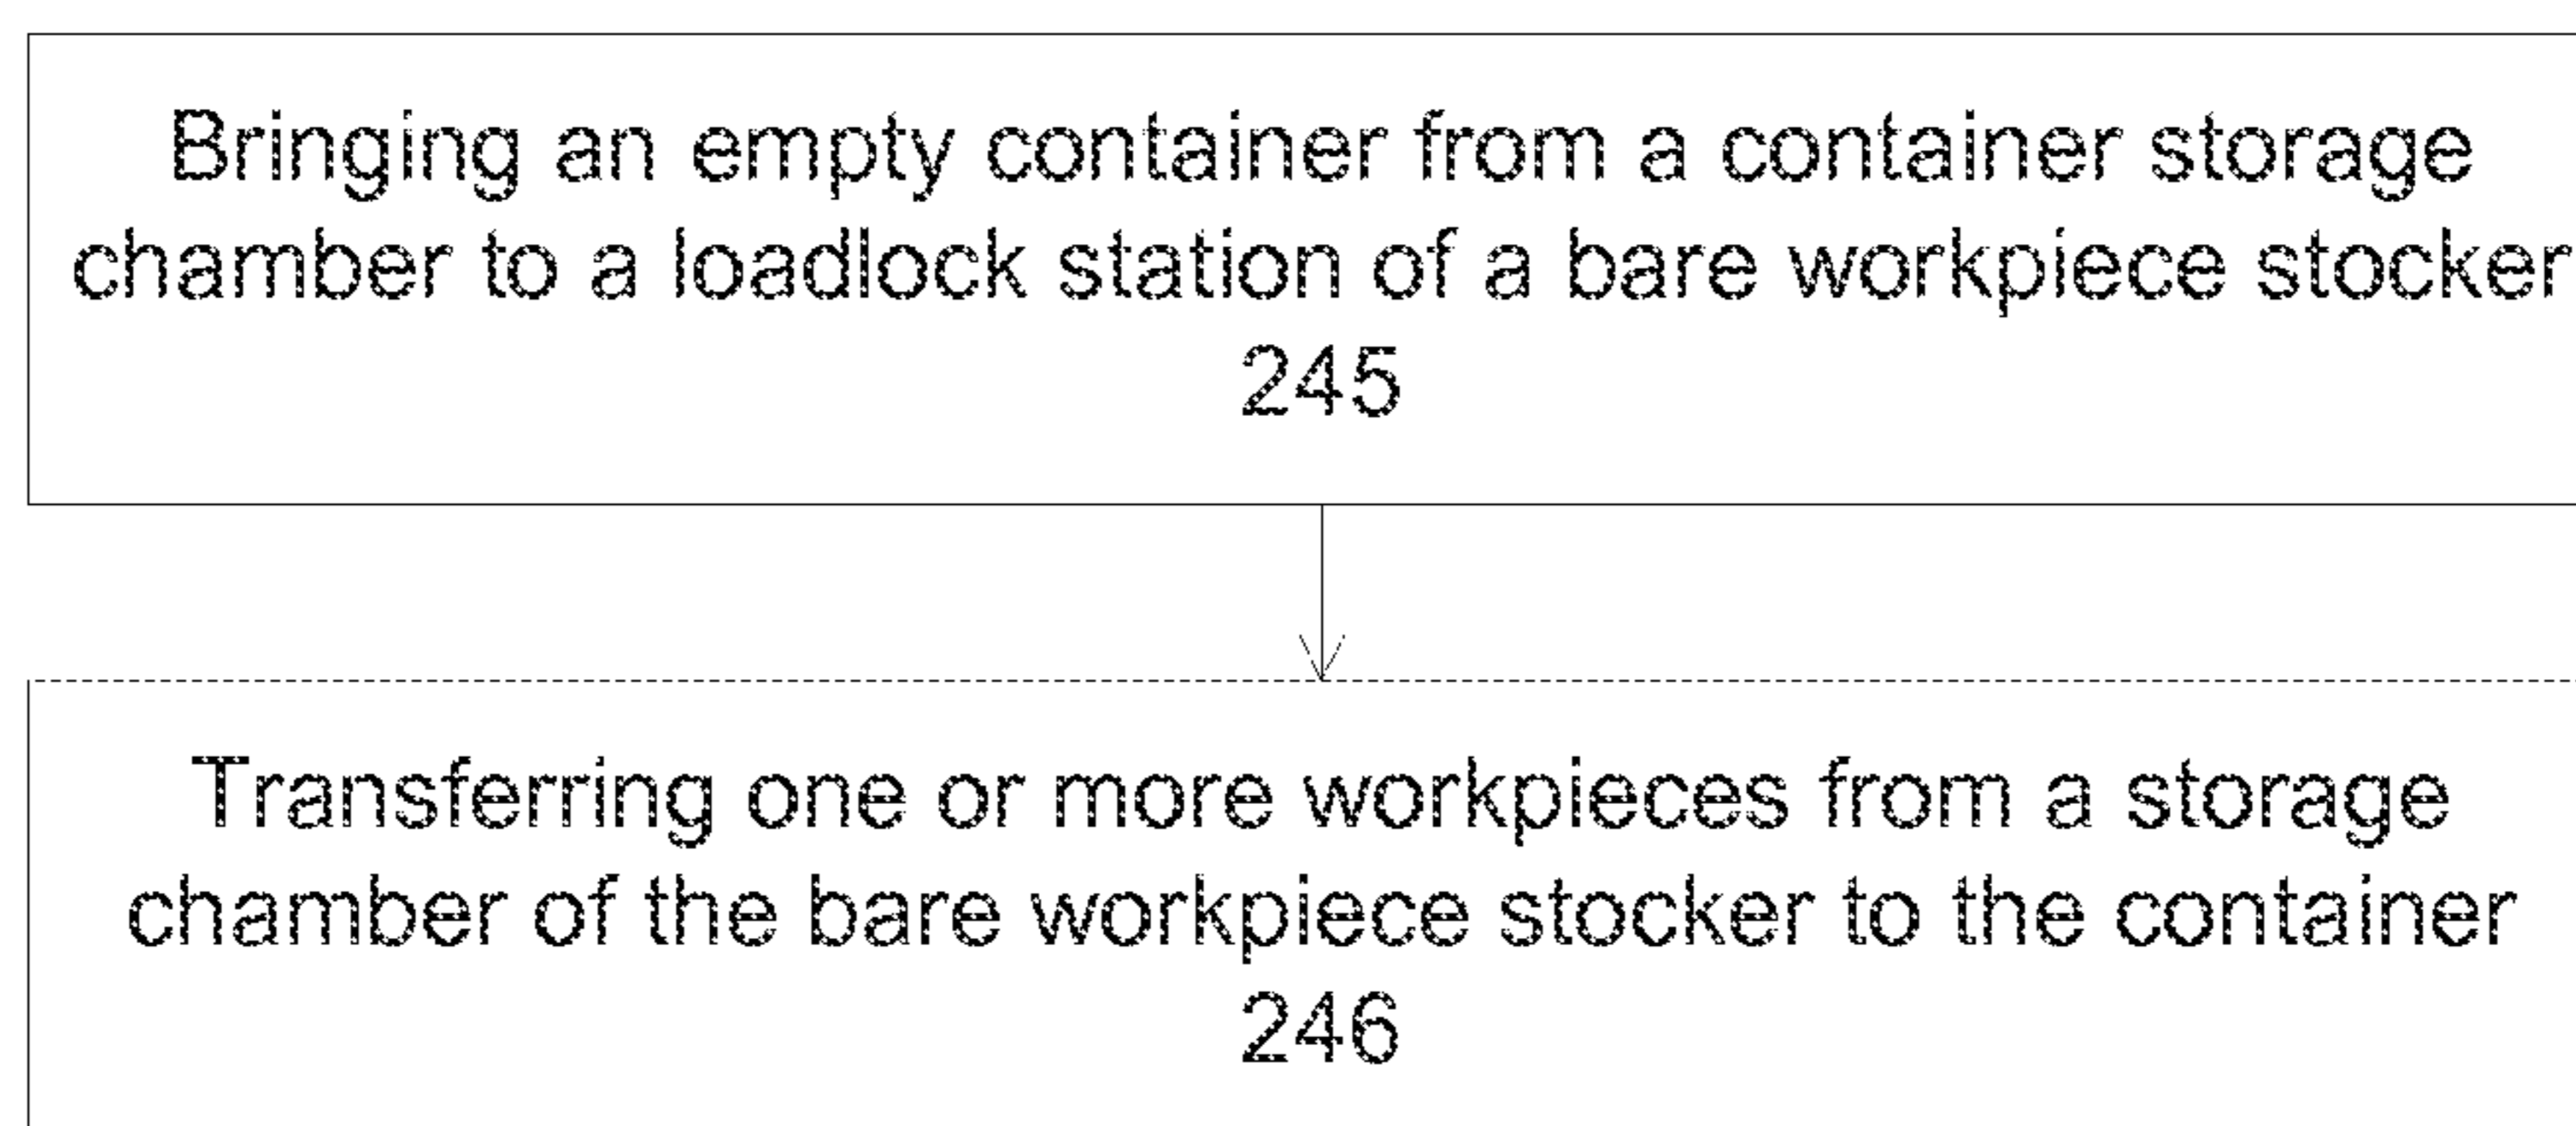 Bringing an empty container from a container storage
chamber to a loadlock station of a bare workpiece stocker
245
Transferring one or more workpieces from a storage
chamber of the bare workpiece stocker to the container
246